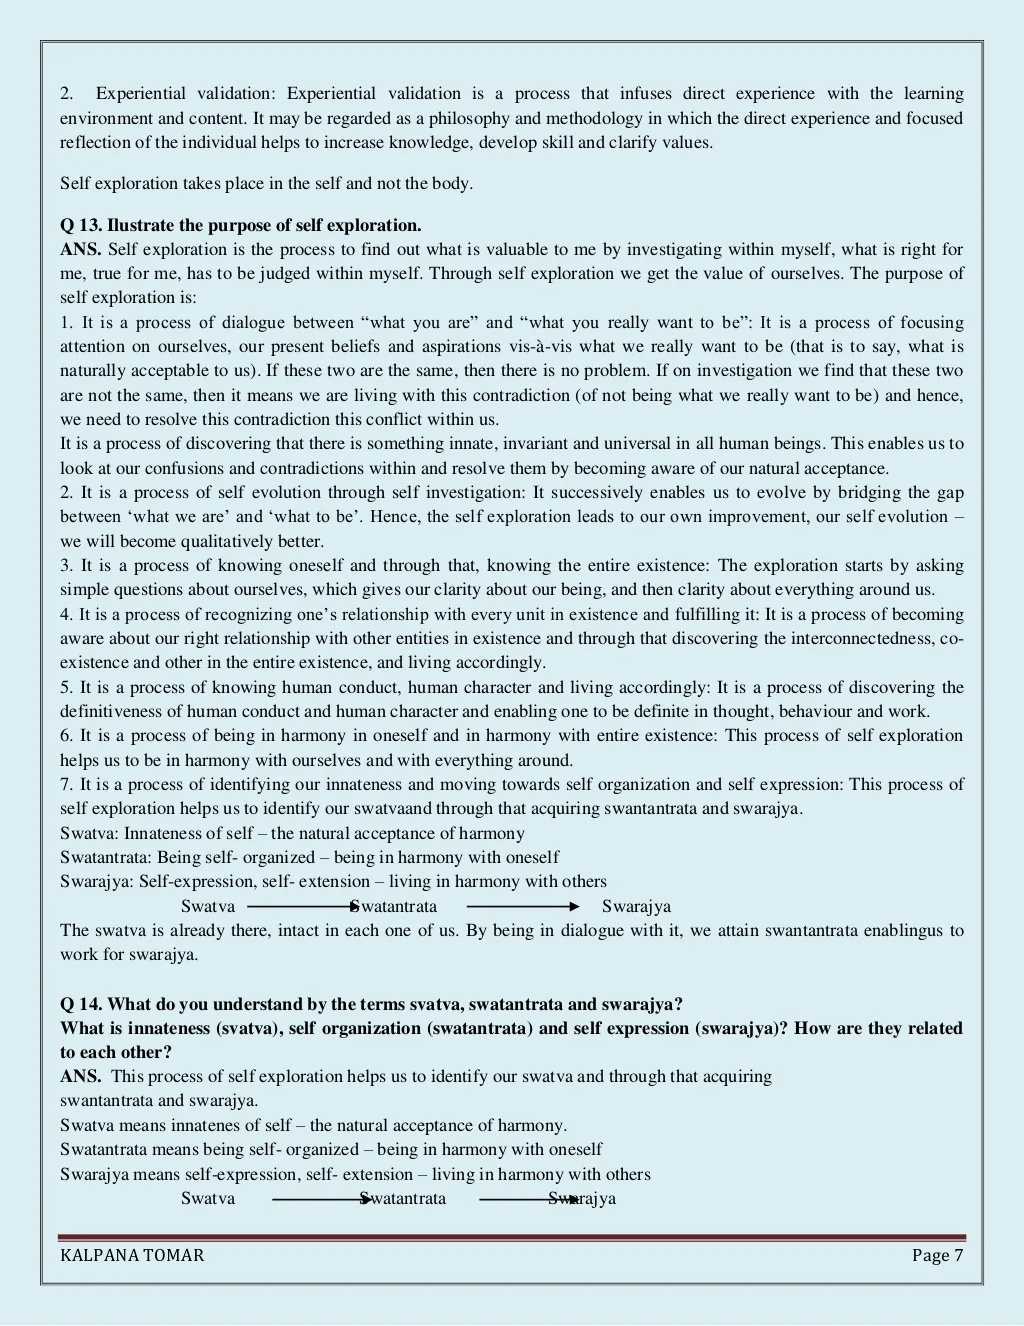 2. Experiential validation: Experiential validation is a process that infuses direct experience with the learning
environment and content. It may be regarded as a philosophy and methodology in which the direct experience and focused
reflection of the individual helps to increase knowledge, develop skill and clarify values.
Self exploration takes place in the self and not the body.
Q 13. Ilustrate the purpose of self exploration.
ANS. Self exploration is the process to find out what is valuable to me by investigating within myself, what is right for
me, true for me, has to be judged within myself. Through self exploration we get the value of ourselves. The purpose of
self exploration is:
1. It is a process of dialogue between “what you are” and “what you really want to be”: It is a process of focusing
attention on ourselves, our present beliefs and aspirations vis-à-vis what we really want to be (that is to say, what is
naturally acceptable to us). If these two are the same, then there is no problem. If on investigation we find that these two
are not the same, then it means we are living with this contradiction (of not being what we really want to be) and hence,
we need to resolve this contradiction this conflict within us.
It is a process of discovering that there is something innate, invariant and universal in all human beings. This enables us to
look at our confusions and contradictions within and resolve them by becoming aware of our natural acceptance.
2. It is a process of self evolution through self investigation: It successively enables us to evolve by bridging the gap
between ‘what we are’ and ‘what to be’. Hence, the self exploration leads to our own improvement, our self evolution –
we will become qualitatively better.
3. It is a process of knowing oneself and through that, knowing the entire existence: The exploration starts by asking
simple questions about ourselves, which gives our clarity about our being, and then clarity about everything around us.
4. It is a process of recognizing one’s relationship with every unit in existence and fulfilling it: It is a process of becoming
aware about our right relationship with other entities in existence and through that discovering the interconnectedness, co-
existence and other in the entire existence, and living accordingly.
5. It is a process of knowing human conduct, human character and living accordingly: It is a process of discovering the
definitiveness of human conduct and human character and enabling one to be definite in thought, behaviour and work.
6. It is a process of being in harmony in oneself and in harmony with entire existence: This process of self exploration
helps us to be in harmony with ourselves and with everything around.
7. It is a process of identifying our innateness and moving towards self organization and self expression: This process of
self exploration helps us to identify our swatvaand through that acquiring swantantrata and swarajya.
Swatva: Innateness of self – the natural acceptance of harmony
Swatantrata: Being self- organized – being in harmony with oneself
Swarajya: Self-expression, self- extension – living in harmony with others
Swatva Swatantrata Swarajya
The swatva is already there, intact in each one of us. By being in dialogue with it, we attain swantantrata enablingus to
work for swarajya.
Q 14. What do you understand by the terms svatva, swatantrata and swarajya?
What is innateness (svatva), self organization (swatantrata) and self expression (swarajya)? How are they related
to each other?
ANS. This process of self exploration helps us to identify our swatva and through that acquiring
swantantrata and swarajya.
Swatva means innatenes of self – the natural acceptance of harmony.
Swatantrata means being self- organized – being in harmony with oneself
Swarajya means self-expression, self- extension – living in harmony with others
Swatva Swatantrata Swarajya
KALPANA TOMAR Page 7